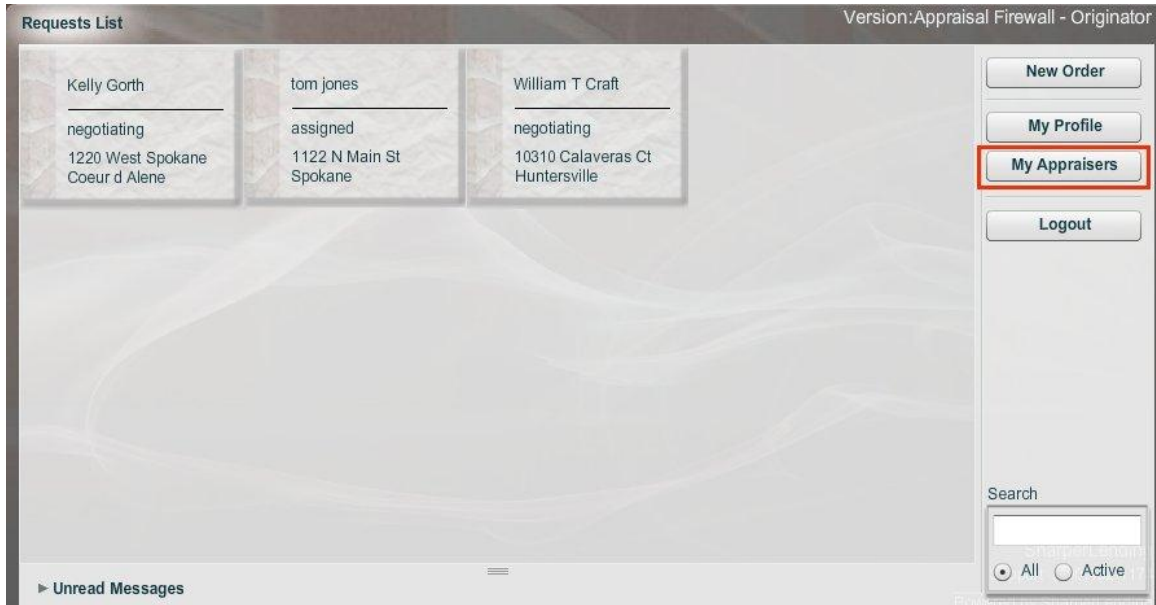 Requests List
Version:Appraisal Firewall - Originator
Kelly Gorth
negotiating
1220 West Spokane
Coeur d Alene
tom jones
assigned
1122 N Main St
Spokane
William T Craft
negotiating
10310 Calaveras Ct
Huntersville
New Order
My Profile
My Appraisers
Logout
Search
All
Active
Unread Messages